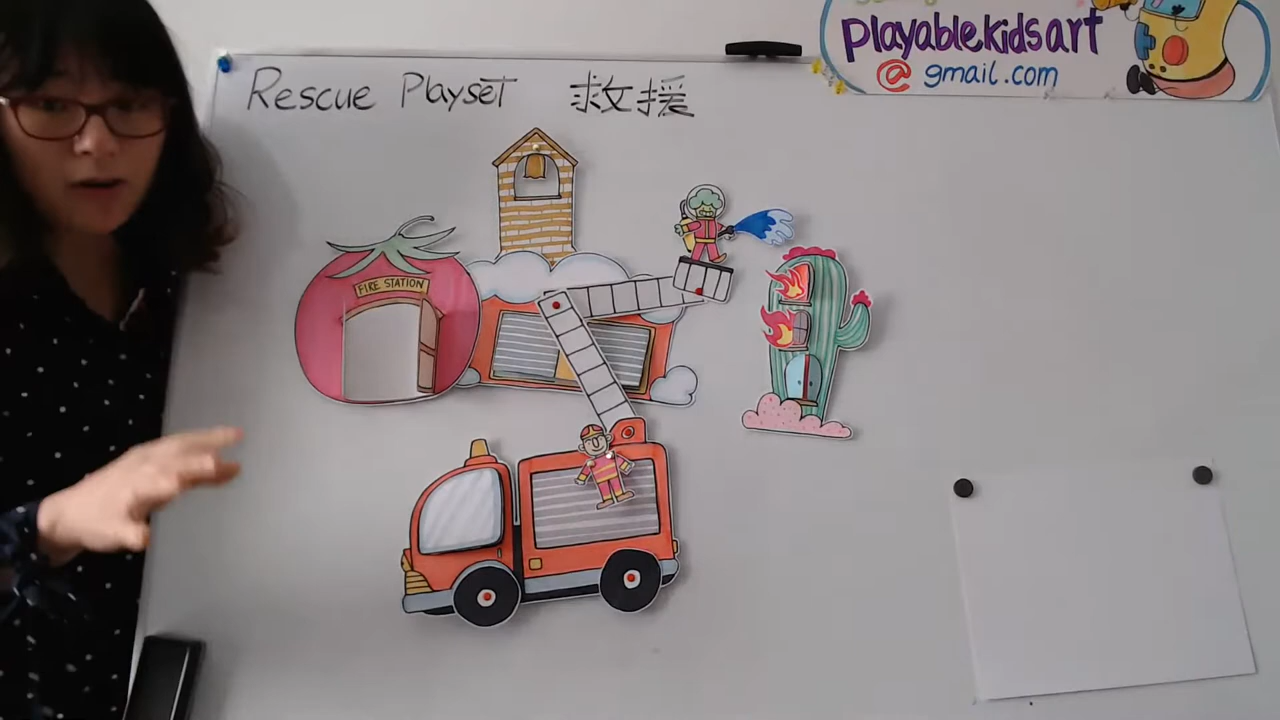 Rescue Playset 救援
playablekidsart
@ gmail.com
FIRE STATION